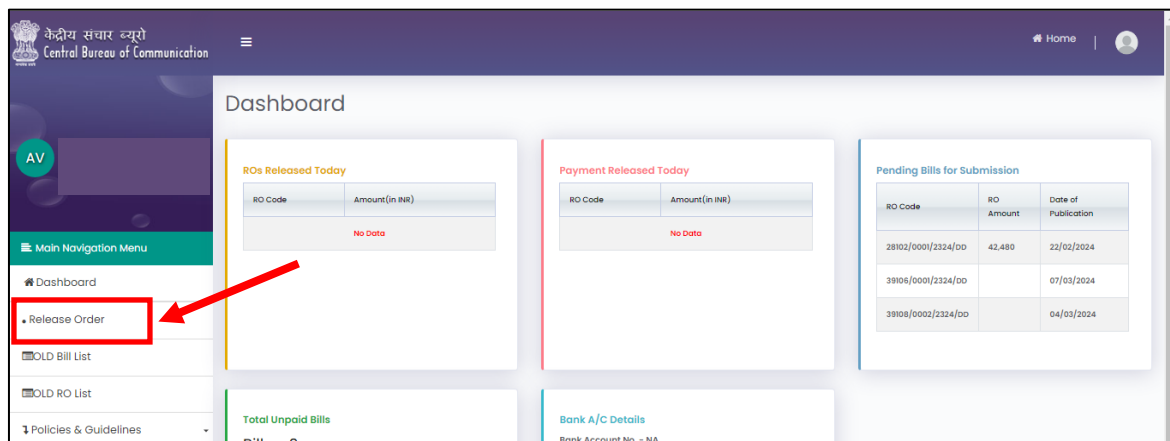 केंद्रीय संचार ब्यूरो
Central Bureau of Communication
Home |
Dashboard
AV
Main Navigation Menu
Dashboard
• Release Order
OLD Bill List
OLD RO List
Policies & Guidelines
ROs Released Today
RO Code Amount(in INR)
No Data
Payment Released Today
RO Code Amount(in INR)
No Data
Pending Bills for Submission
RO Code RO Amount Date of Publication
28102/0001/2324/DD 42,480 22/02/2024
39106/0001/2324/DD 07/03/2024
39108/0002/2324/DD 04/03/2024
Total Unpaid Bills
Bank A/C Details
Bank Account No. - NA